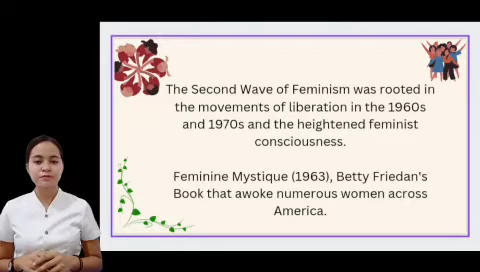 The Second Wave of Feminism was rooted in
the movements of liberation in the 1960s
and 1970s and the heightened feminist
consciousness.
Feminine Mystique (1963), Betty Friedan's
Book that awoke numerous women across
America.